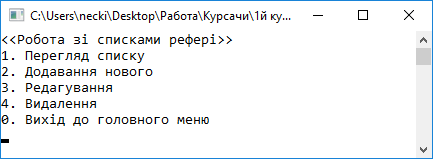 C:\Users\necki\Desktop\Работа\Курсачи\1й ку...
<<Робота зі списками рефері>>
1. Перегляд списку
2. Додавання нового
3. Редагування
4. Видалення
0. Вихід до головного меню